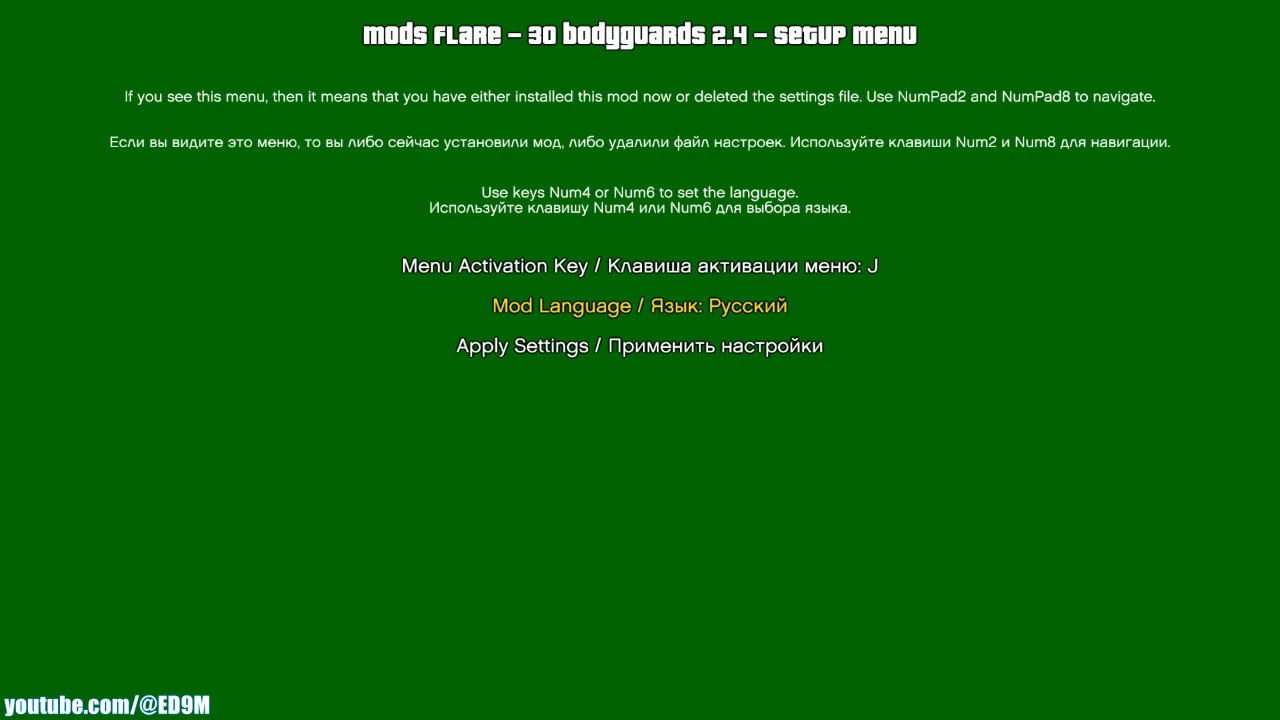 mods flare - 30 bodyguards 2.4 - setup menu
If you see this menu, then it means that you have either installed this mod now or deleted the settings file. Use NumPad2 and NumPad8 to navigate.
Если вы видите это меню, то вы либо сейчас установили мод, либо удалили файл настроек. Используйте клавиши Num2 и Num8 для навигации.
Use keys Num4 or Num6 to set the language.
Используйте клавишу Num4 или Num6 для выбора языка.
Menu Activation Key / Клавиша активации меню: J
Mod Language / Язык: Русский
Apply Settings / Применить настройки
youtube.com/@ED9M